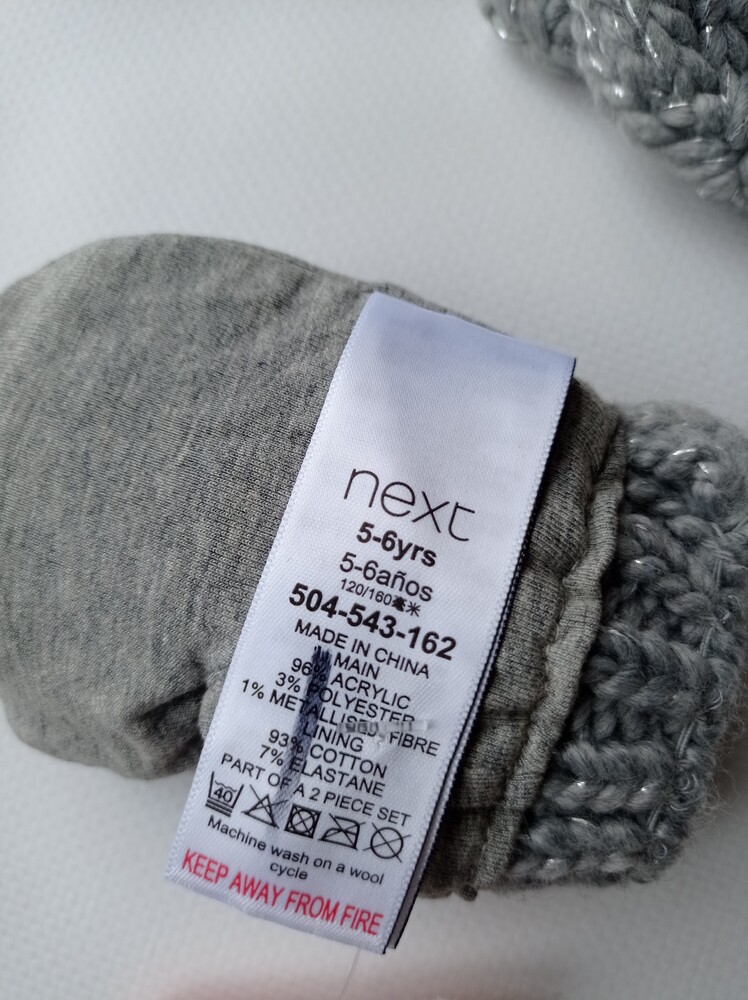 next
5-6yrs
5-6años
120/160
504-543-162
MADE IN CHINA
MAIN
96% ACRYLIC
3% POLYESTER
1% METALLISED FIBRE
LINING
93% COTTON
7% ELASTANE
PART OF A 2 PIECE SET
40
Machine wash on a wool
cycle
KEEP AWAY FROM FIRE